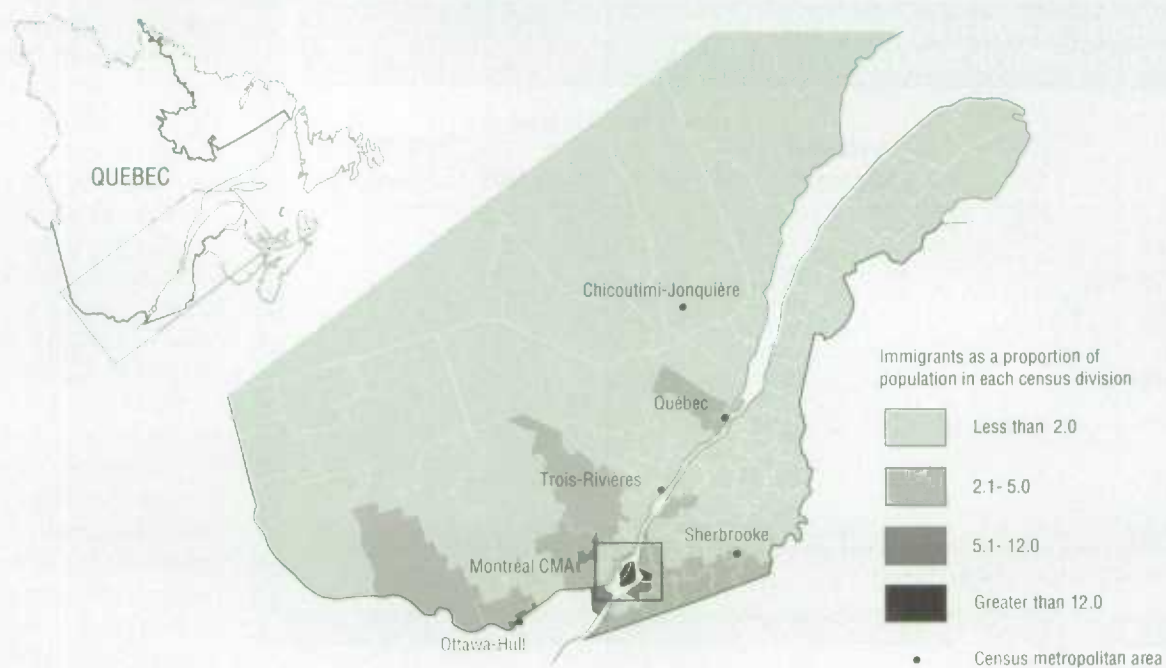 QUEBEC
Chicoutimi-Jonquière
Immigrants as a proportion of
population in each census division
Québec
Less than 2.0
Trois-Rivières
2.1- 5.0
Sherbrooke
5.1- 12.0
Montréal CMA
Greater than 12.0
Ottawa-Hull
Census metropolitan area